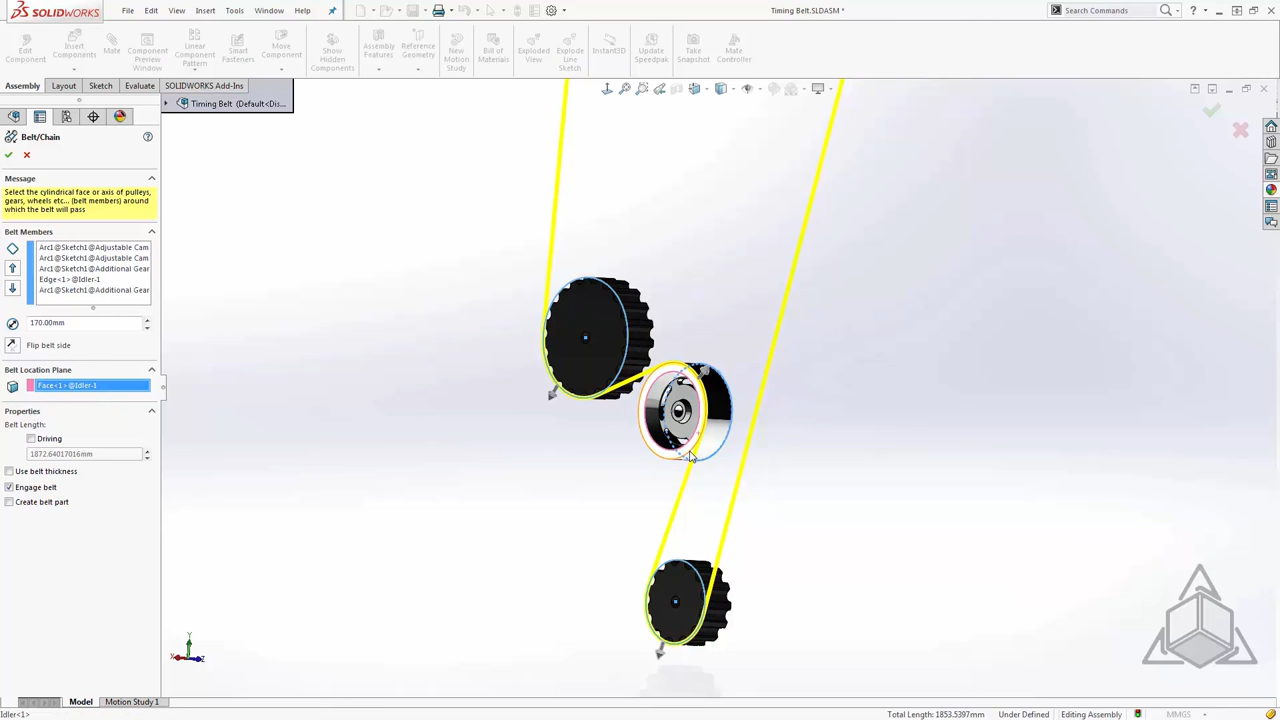 SOLIDWORKS
File Edit View Insert Tools Window Help
Timing Belt.SLDASM *
Search Commands
Edit Component
Insert Components
Mate
Component Preview Window
Linear Component Pattern
Smart Fasteners
Move Component
Show Hidden Components
Assembly Features
Reference Geometry
New Motion Study
Bill of Materials
Exploded View
Explode Line Sketch
Instant3D
Update Speedpak
Take Snapshot
Mate Controller
Assembly Layout Sketch Evaluate SOLIDWORKS Add-Ins
Timing Belt (Default<Dis...
Belt/Chain
Message
Select the cylindrical face or axis of pulleys,
gears, wheels etc... (belt members) around
which the belt will pass
Belt Members
Arc1@Sketch1@Adjustable Cam
Arc1@Sketch1@Adjustable Cam
Arc1@Sketch1@Additional Gear
Edge<1>@Idler-1
Arc1@Sketch1@Additional Gear
170.00mm
Flip belt side
Belt Location Plane
Face<1>@Idler-1
Properties
Belt Length:
Driving
1872.64017016mm
Use belt thickness
Engage belt
Create belt part
Y
X
Z
Model Motion Study 1
Idler<1>
Total Length: 1853.5397mm Under Defined Editing Assembly MMGS